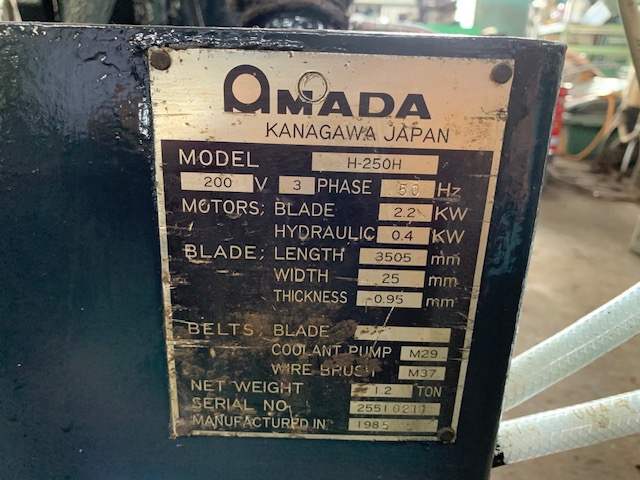 AMADA
KANAGAWA JAPAN
MODEL H-250H
200 V 3 PHASE 50 Hz
MOTORS; BLADE 2.2 KW
HYDRAULIC 0.4 KW
BLADE; LENGTH 3505 mm
WIDTH 25 mm
THICKNESS 0.95 mm
BELTS, BLADE
COOLANT PUMP M29
WIRE BRUSH M37
NET WEIGHT 1.2 TON
SERIAL NO. 25510211
MANUFACTURED IN 1985